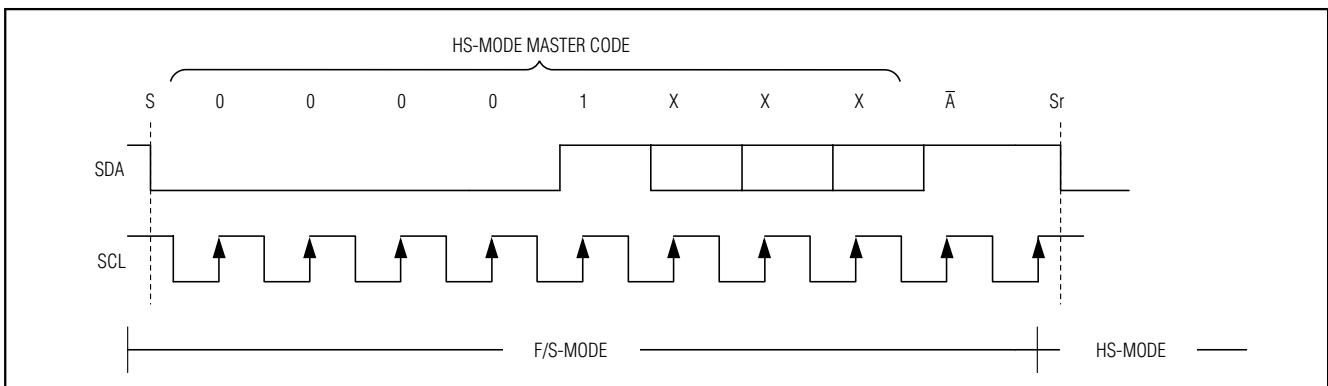 HS-MODE MASTER CODE
S 0 0 0 0 1 X X X A̅ Sr
SDA
SCL
F/S-MODE HS-MODE